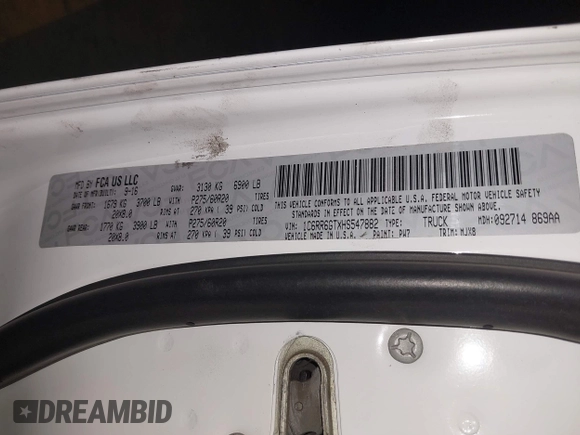 MFD BY FCA US LLC
DATE OF MFR(BUILT): 9-16 GVWR: 3130 KG 6900 LB
GAWR FRONT: 1679 KG 3700 LB WITH P275/60R20 TIRES
20X8.0 RIMS AT 270 KPA( 39 PSI) COLD
GAWR REAR: 1770 KG 3900 LB WITH P275/60R20 TIRES
20X8.0 RIMS AT 270 KPA( 39 PSI) COLD
THIS VEHICLE CONFORMS TO ALL APPLICABLE U.S.A. FEDERAL MOTOR VEHICLE SAFETY
STANDARDS IN EFFECT ON THE DATE OF MANUFACTURE SHOWN ABOVE.
VIN: 1C6RR6GTXHS547882 TYPE: TRUCK MDH: 092714 869AA
VEHICLE MADE IN U.S.A. PAINT: PW7 TRIM: MJX8
DREAMBID